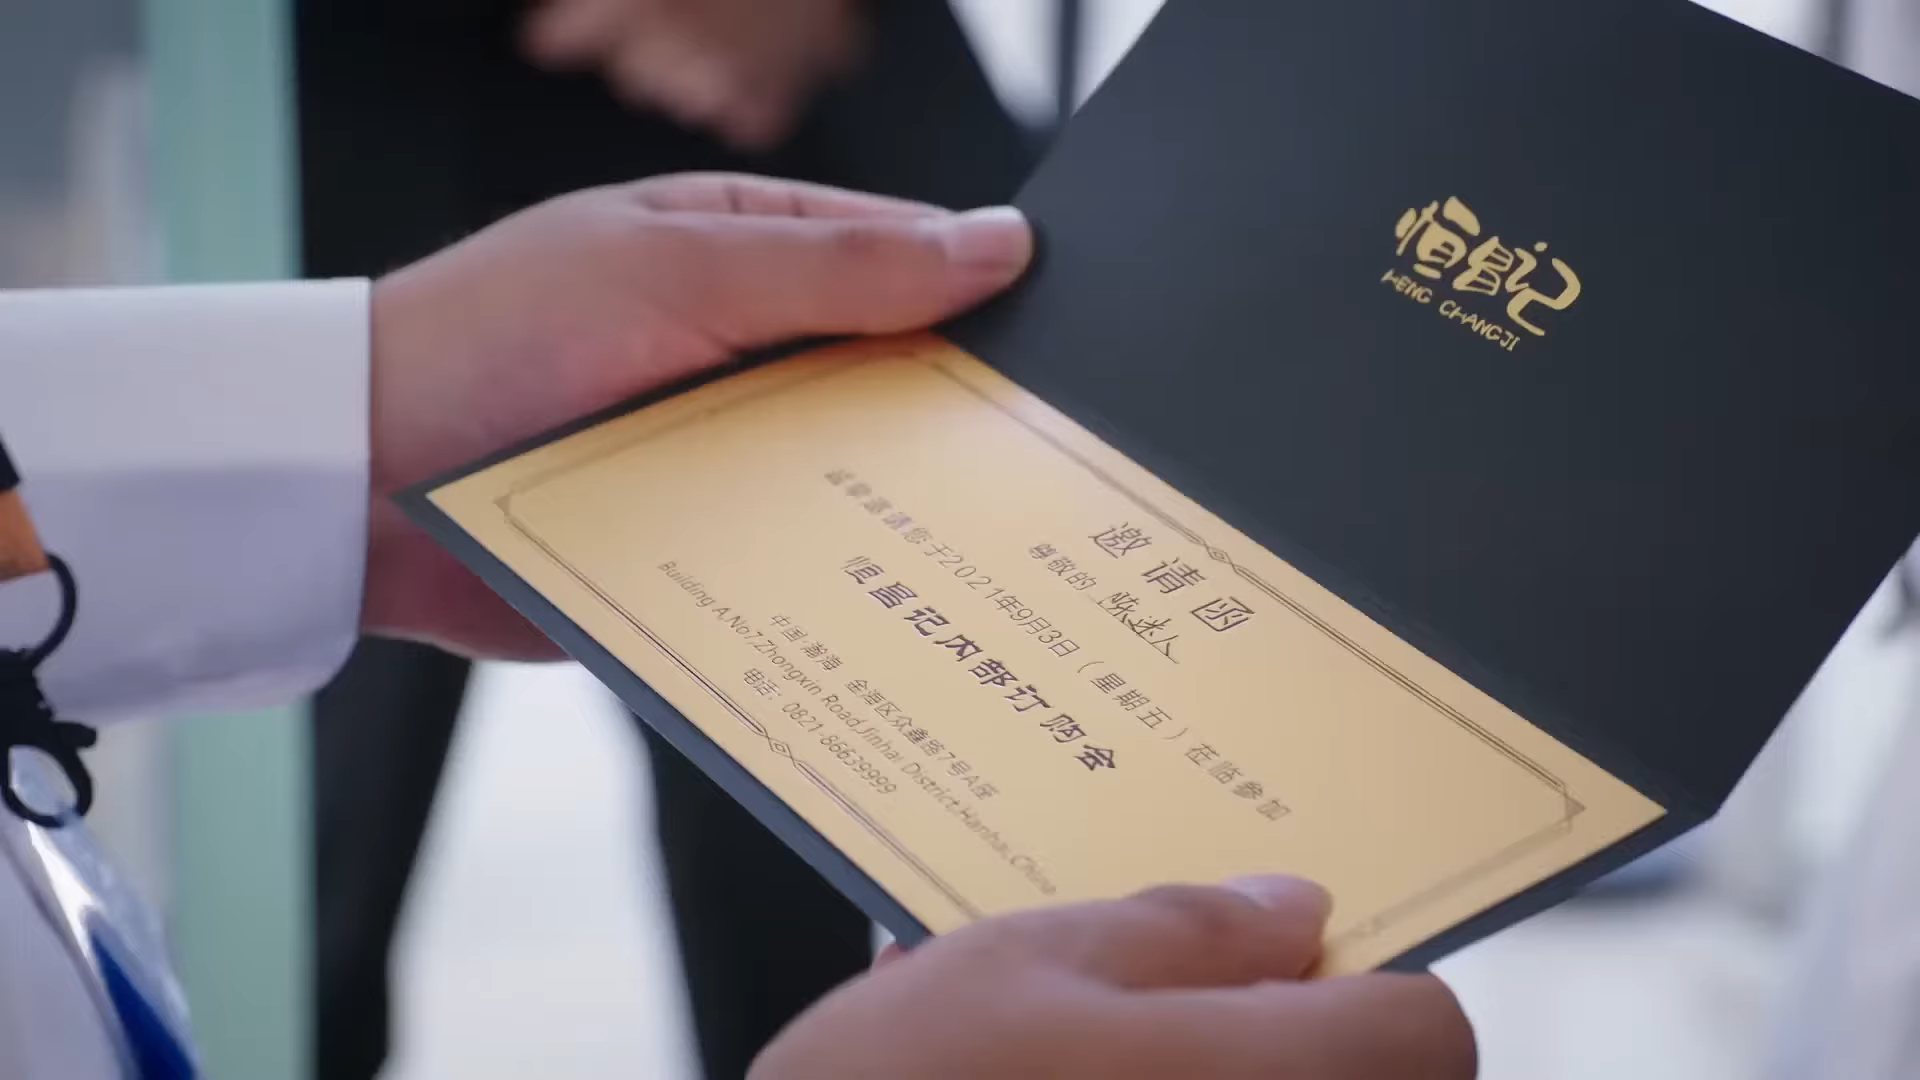 恒昌记
HENG CHANGJI
邀请函
尊敬的 陈迷人
诚挚邀请您于2021年9月3日（星期五）莅临参加
恒昌记内部订购会
中国·瀚海 金海区众鑫路7号A座
Building A,No7,Zhongxin Road,Jinhai District,Hanhai,China
电话：0821-86639999